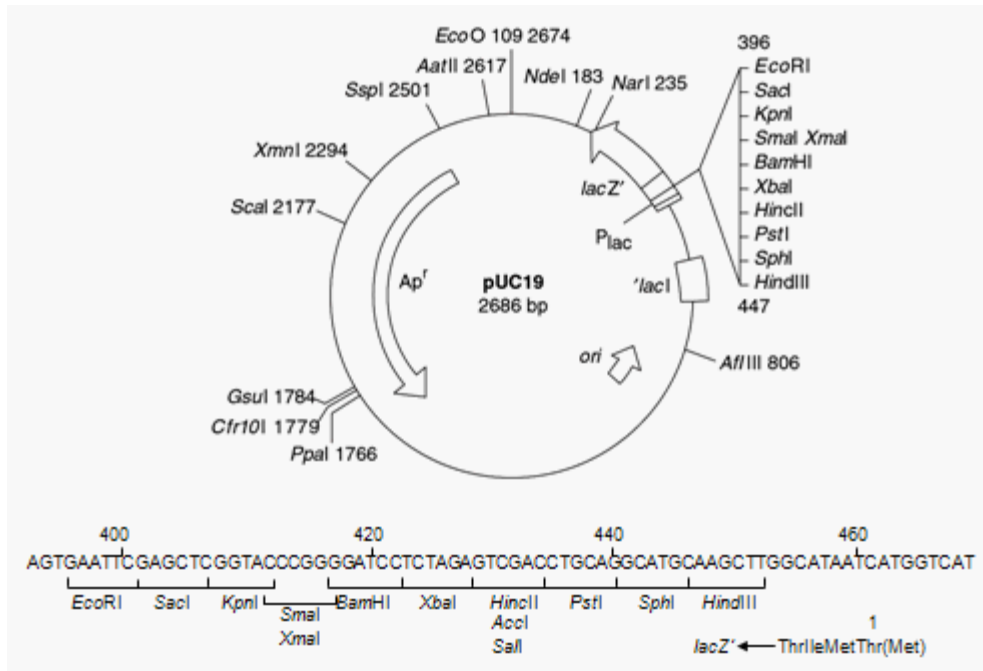 EcoO 109 2674
AatII 2617
SspI 2501
XmnI 2294
ScaI 2177
NdeI 183
NarI 235
396
EcoRI
SacI
KpnI
SmaI XmaI
BamHI
XbaI
HincII
PstI
SphI
HindIII
447
lacZ'
Plac
Apr
pUC19
2686 bp
'lacI
ori
AflIII 806
GsuI 1784
Cfr10I 1779
PpaI 1766
400 420 440 460
AGTGAATTCGAGCTCGGTACCCGGGGATCCTCTAGAGTCGACCTGCAGGCATGCAAGCTTGGCATAATCATGGTCAT
EcoRI SacI KpnI BamHI XbaI HincII PstI SphI HindIII
SmaI AccI 1
XmaI SalI lacZ' ThrIleMetThr(Met)